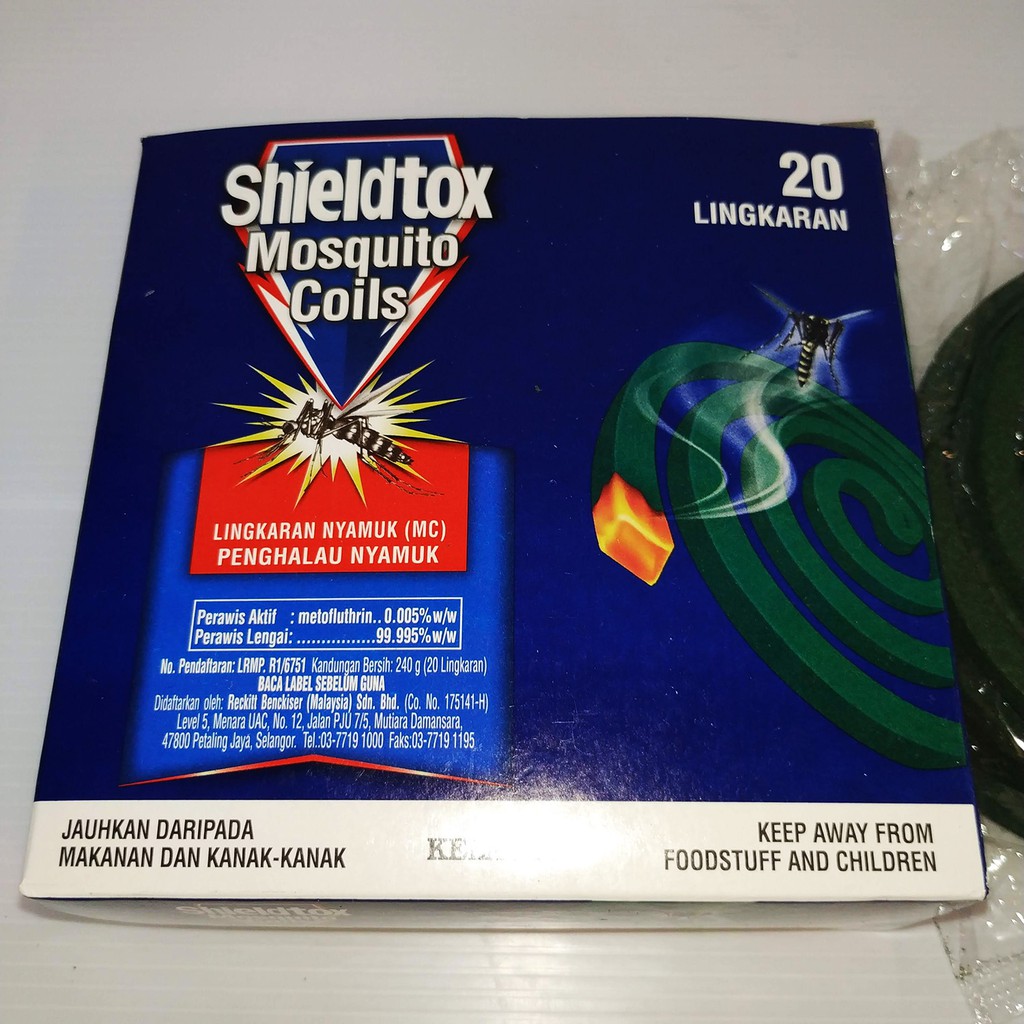 Shieldtox
Mosquito
Coils
20
LINGKARAN
LINGKARAN NYAMUK (MC)
PENGHALAU NYAMUK
Perawis Aktif : metofluthrin.. 0.005% w/w
Perawis Lengai: ................99.995% w/w
No. Pendaftaran: LRMP. R1/6751 Kandungan Bersih: 240 g (20 Lingkaran)
BACA LABEL SEBELUM GUNA
Didaftarkan oleh: Reckitt Benckiser (Malaysia) Sdn. Bhd. (Co. No. 175141-H)
Level 5, Menara UAC, No. 12, Jalan PJU 7/5, Mutiara Damansara,
47800 Petaling Jaya, Selangor. Tel.:03-7719 1000 Faks:03-7719 1195
JAUHKAN DARIPADA
MAKANAN DAN KANAK-KANAK
KEEP AWAY FROM
FOODSTUFF AND CHILDREN
Shieldtox